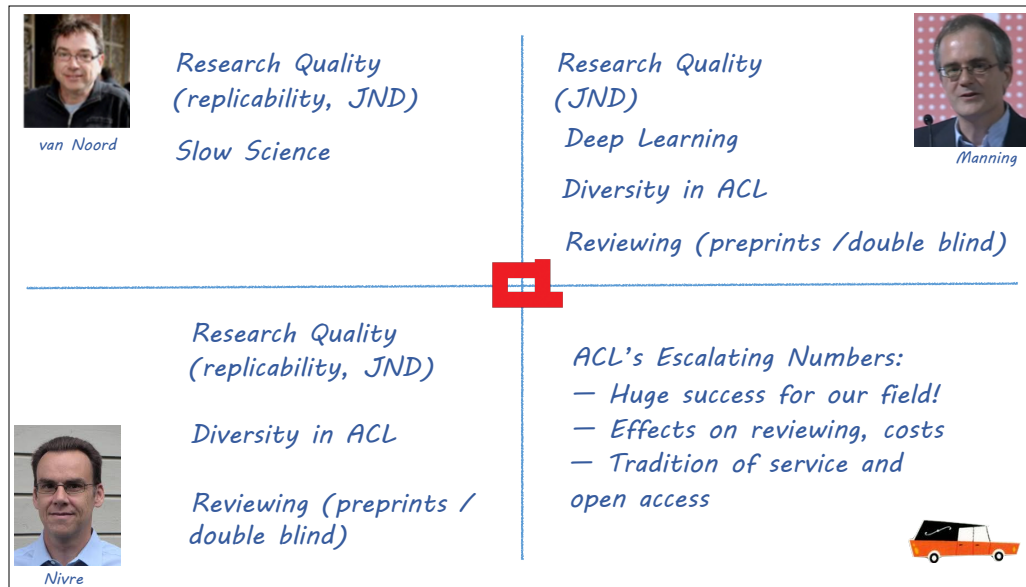 van Noord
Research Quality
(replicability, JND)
Slow Science
Research Quality
(JND)
Deep Learning
Diversity in ACL
Reviewing (preprints /double blind)
Manning
Research Quality
(replicability, JND)
Diversity in ACL
Reviewing (preprints /
double blind)
Nivre
ACL's Escalating Numbers:
— Huge success for our field!
— Effects on reviewing, costs
— Tradition of service and
open access